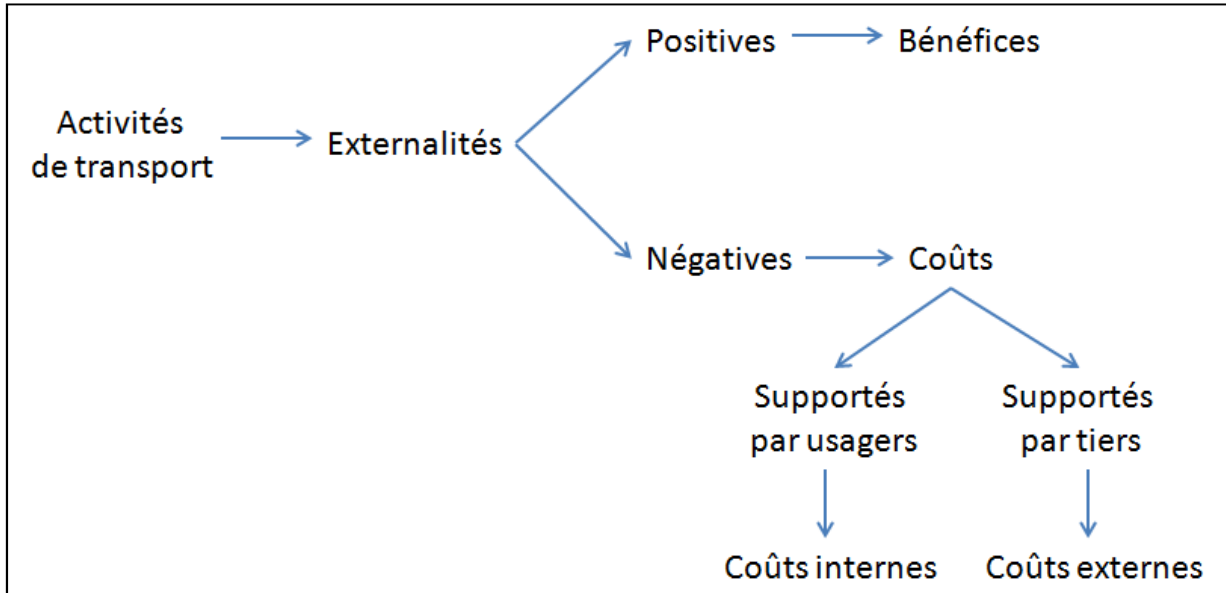 Positives
Bénéfices
Activités
de transport
Externalités
Négatives
Coûts
Supportés
par usagers
Supportés
par tiers
Coûts internes
Coûts externes